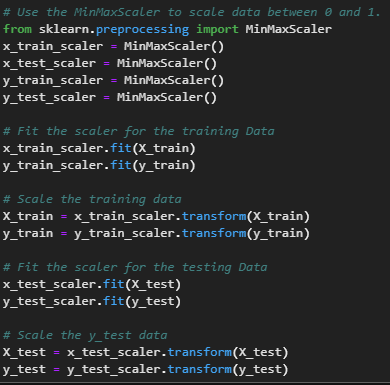 # Use the MinMaxScaler to scale data between 0 and 1.
from sklearn.preprocessing import MinMaxScaler
x_train_scaler = MinMaxScaler()
x_test_scaler = MinMaxScaler()
y_train_scaler = MinMaxScaler()
y_test_scaler = MinMaxScaler()

# Fit the scaler for the training Data
x_train_scaler.fit(X_train)
y_train_scaler.fit(y_train)

# Scale the training data
X_train = x_train_scaler.transform(X_train)
y_train = y_train_scaler.transform(y_train)

# Fit the scaler for the testing Data
x_test_scaler.fit(X_test)
y_test_scaler.fit(y_test)

# Scale the y_test data
X_test = x_test_scaler.transform(X_test)
y_test = y_test_scaler.transform(y_test)